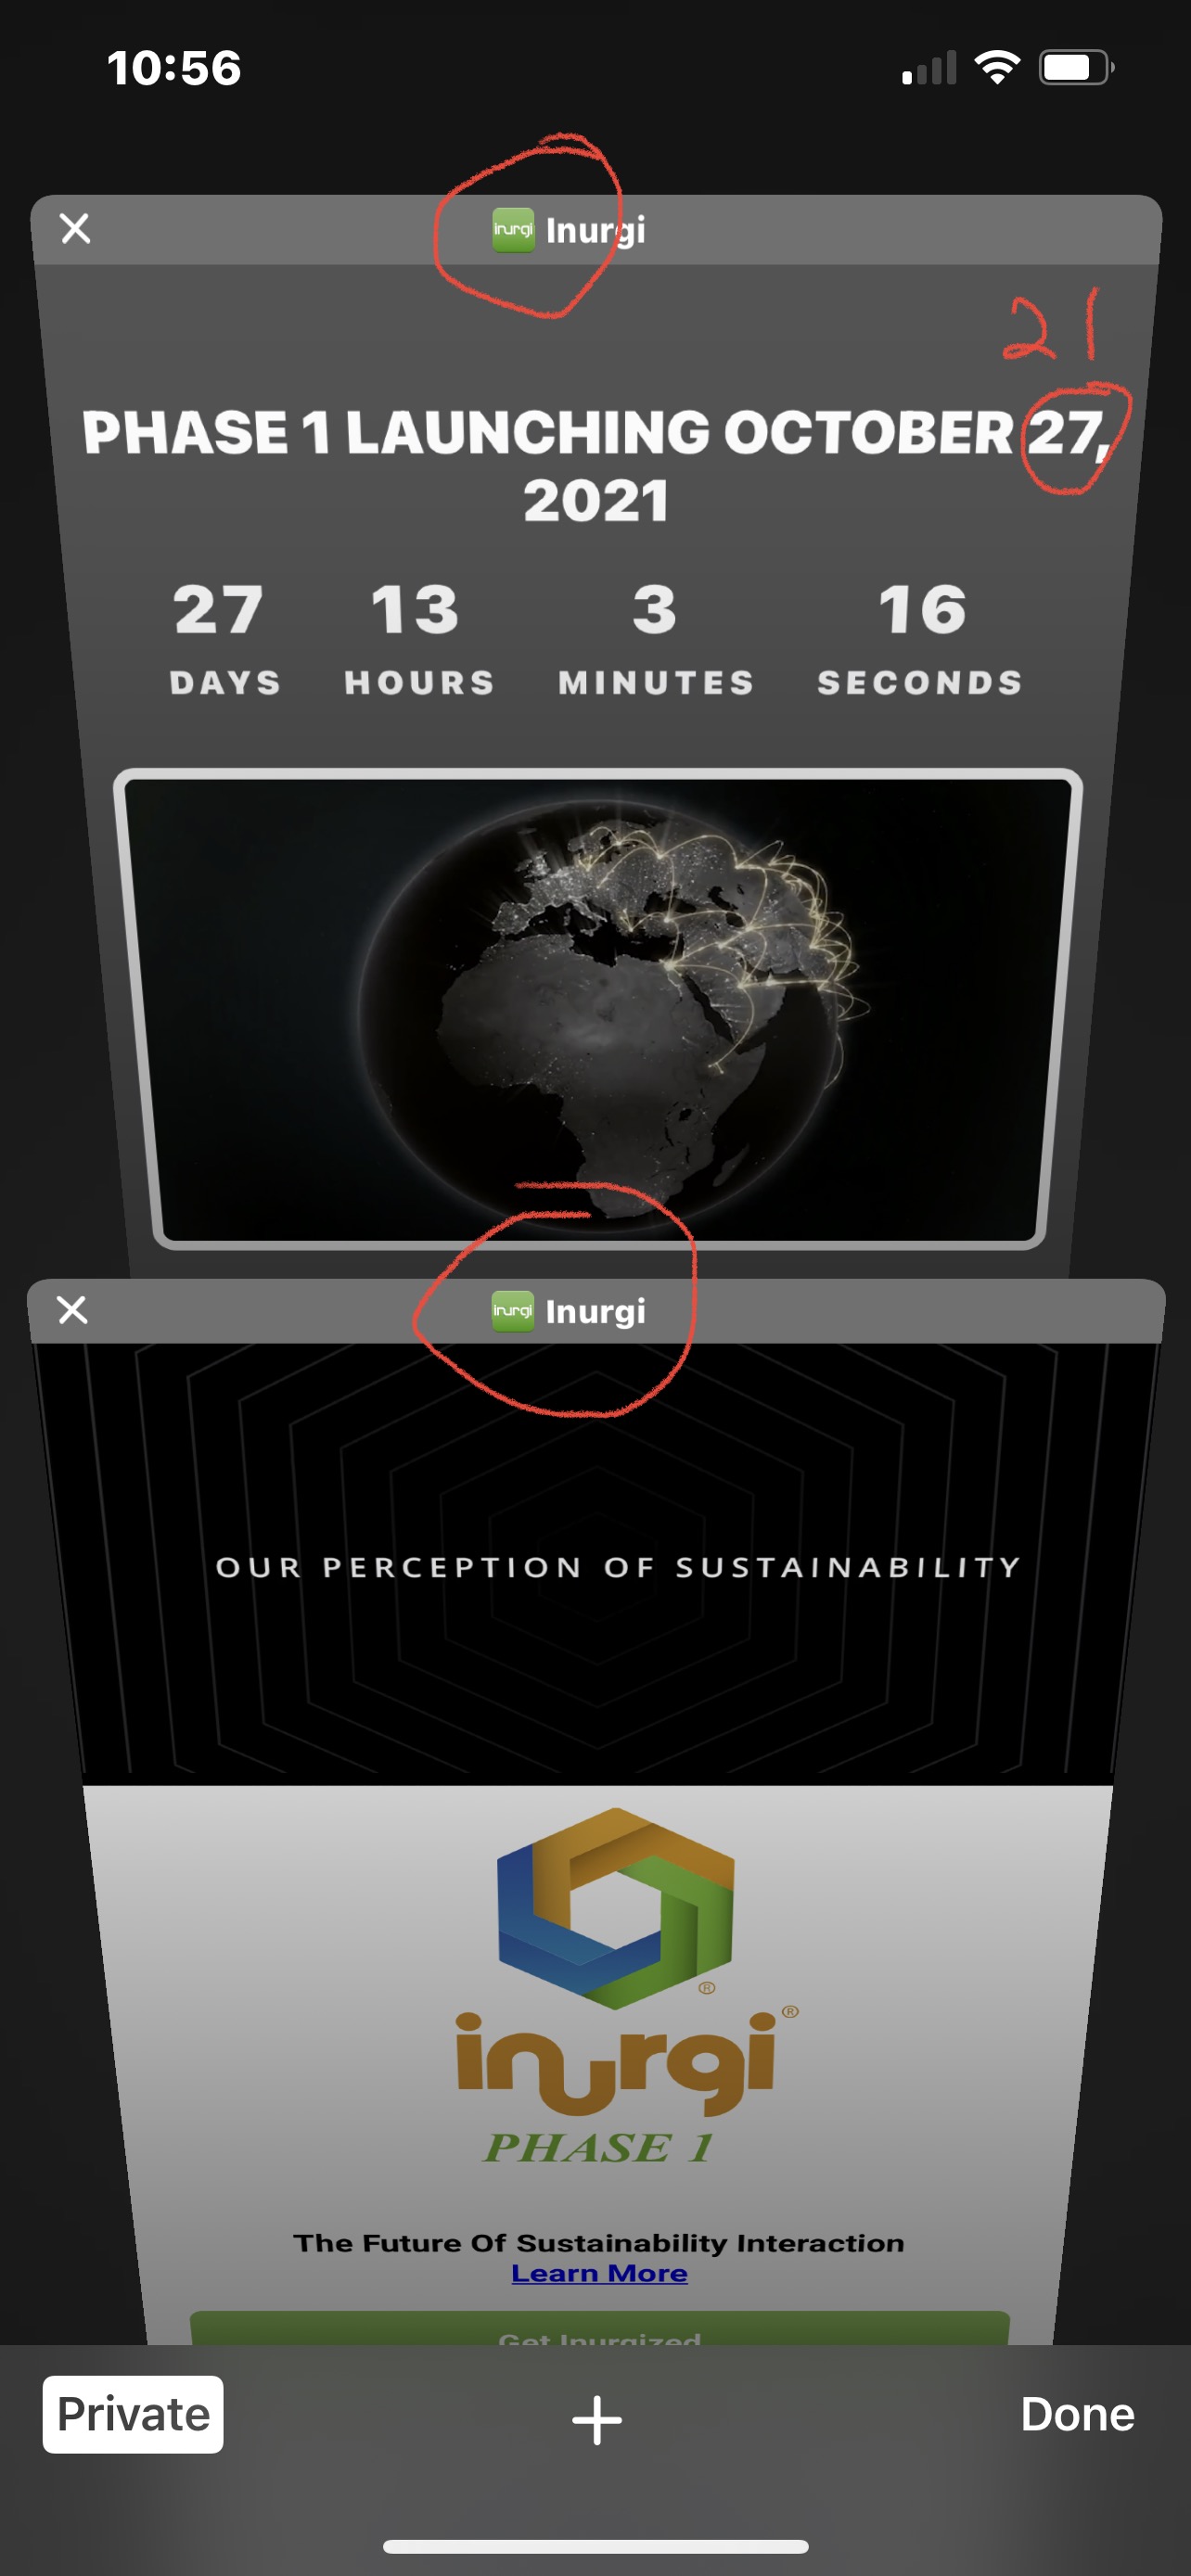 10:56
inurgi Inurgi
21
PHASE 1 LAUNCHING OCTOBER 27,
2021
27 13 3 16
DAYS HOURS MINUTES SECONDS
inurgi Inurgi
OUR PERCEPTION OF SUSTAINABILITY
®
inurgi®
PHASE 1
The Future Of Sustainability Interaction
Learn More
Get Inurgized
Private
Done